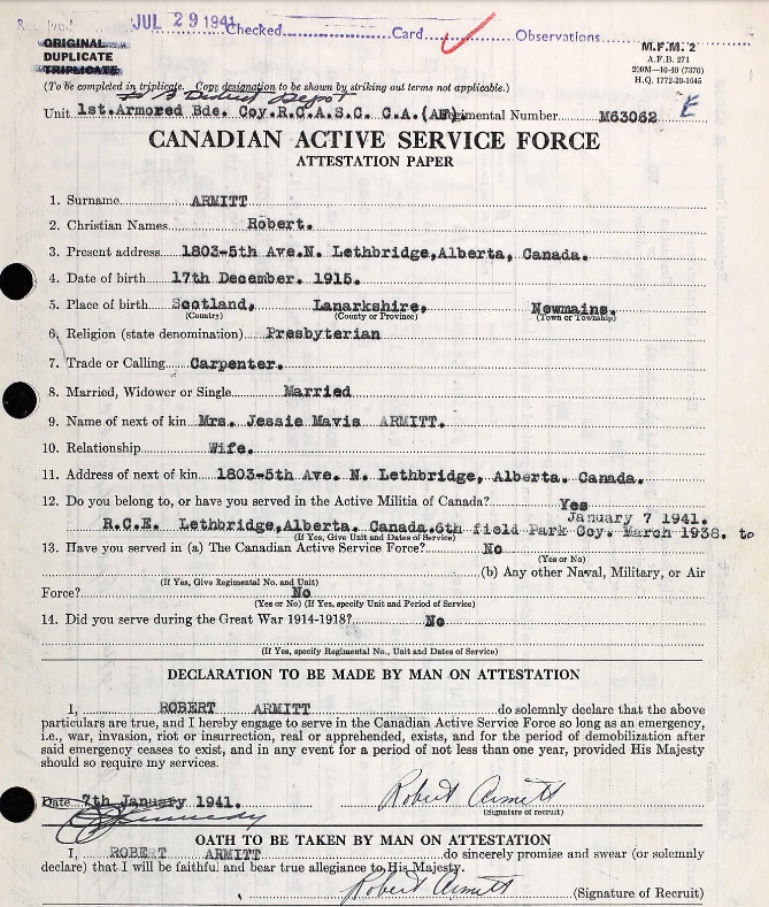 JUL 29 1941 Checked Card Observations
ORIGINAL
DUPLICATE
TRIPLICATE
M.F.M. 2
A.F.B. 271
H.Q. 1772-39-1645
(To be completed in triplicate. Copy designation to be shown by striking out terms not applicable.)
District Depot
Unit 1st. Armored Bde. Coy. R.C.A.S.C. C.A.(AF). Regimental Number M63062 E
CANADIAN ACTIVE SERVICE FORCE
ATTESTATION PAPER
1. Surname ARMITT
2. Christian Names Robert.
3. Present address 1803-5th Ave.N. Lethbridge,Alberta, Canada.
4. Date of birth 17th December. 1915.
5. Place of birth Scotland, Lanarkshire, Newmains.
(Country) (County or Province) (Town or Township)
6. Religion (state denomination) Presbyterian
7. Trade or Calling Carpenter.
8. Married, Widower or Single Married
9. Name of next of kin Mrs. Jessie Mavis ARMITT.
10. Relationship Wife.
11. Address of next of kin 1803-5th Ave. N. Lethbridge, Alberta. Canada.
12. Do you belong to, or have you served in the Active Militia of Canada? Yes
January 7 1941.
R.C.E. Lethbridge,Alberta. Canada.6th field Park Coy. March 1938. to
(If Yes, Give Unit and Dates of Service)
13. Have you served in (a) The Canadian Active Service Force? No
(Yes or No)
(b) Any other Naval, Military, or Air
(If Yes, Give Regimental No. and Unit)
Force? No
(Yes or No) (If Yes, specify Unit and Period of Service)
14. Did you serve during the Great War 1914-1918? No
(If Yes, specify Regimental No., Unit and Dates of Service)
DECLARATION TO BE MADE BY MAN ON ATTESTATION
I, ROBERT ARMITT do solemnly declare that the above
particulars are true, and I hereby engage to serve in the Canadian Active Service Force so long as an emergency,
i.e., war, invasion, riot or insurrection, real or apprehended, exists, and for the period of demobilization after
said emergency ceases to exist, and in any event for a period of not less than one year, provided His Majesty
should so require my services.
Date 7th January 1941. Robert Armitt
(Signature of recruit)
Kennedy
OATH TO BE TAKEN BY MAN ON ATTESTATION
I, ROBERT ARMITT do sincerely promise and swear (or solemnly
declare) that I will be faithful and bear true allegiance to His Majesty.
Robert Armitt (Signature of Recruit)